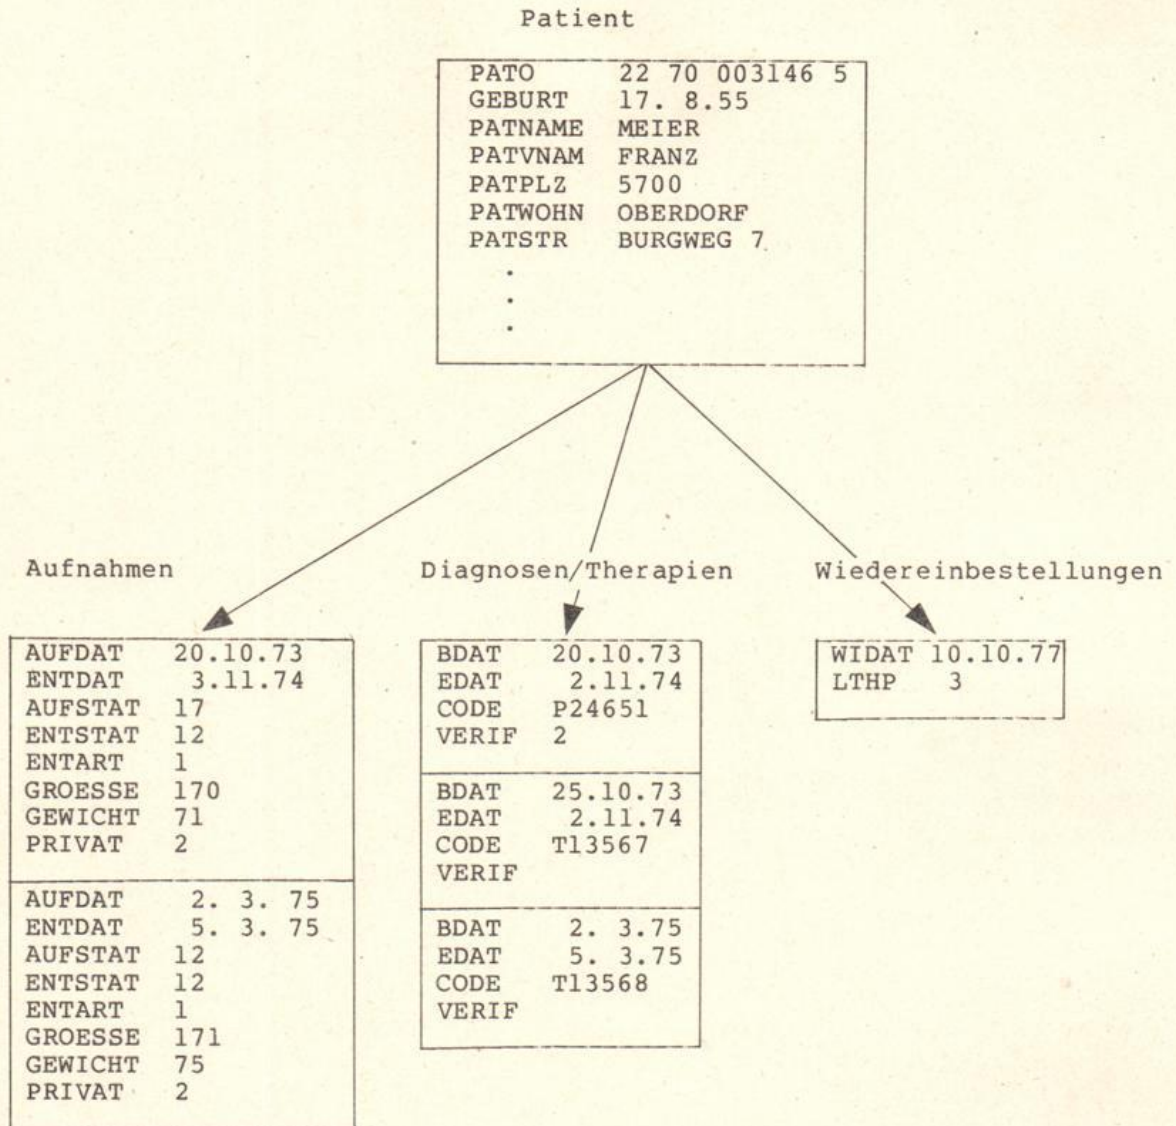 Patient
PATO 22 70 003146 5
GEBURT 17. 8.55
PATNAME MEIER
PATVNAM FRANZ
PATPLZ 5700
PATWOHN OBERDORF
PATSTR BURGWEG 7
.
.
.
Aufnahmen
AUFDAT 20.10.73
ENTDAT 3.11.74
AUFSTAT 17
ENTSTAT 12
ENTART 1
GROESSE 170
GEWICHT 71
PRIVAT 2
AUFDAT 2. 3. 75
ENTDAT 5. 3. 75
AUFSTAT 12
ENTSTAT 12
ENTART 1
GROESSE 171
GEWICHT 75
PRIVAT 2
Diagnosen/Therapien
BDAT 20.10.73
EDAT 2.11.74
CODE P24651
VERIF 2
BDAT 25.10.73
EDAT 2.11.74
CODE T13567
VERIF
BDAT 2. 3.75
EDAT 5. 3.75
CODE T13568
VERIF
Wiedereinbestellungen
WIDAT 10.10.77
LTHP 3